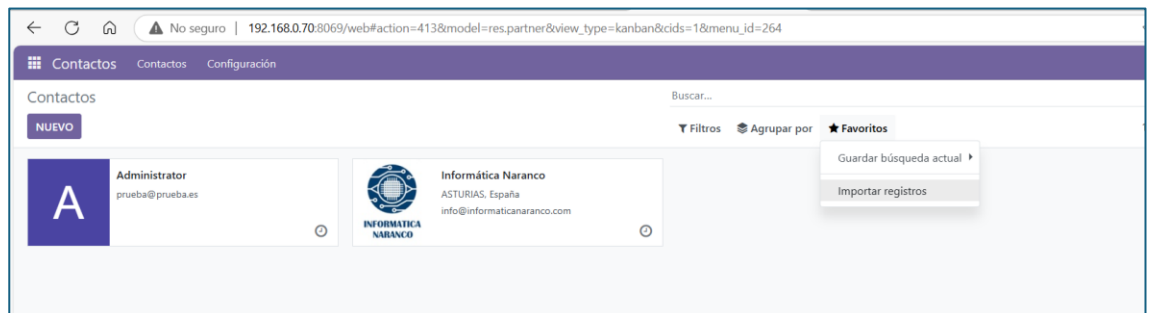 No seguro | 192.168.0.70:8069/web#action=413&model=res.partner&view_type=kanban&cids=1&menu_id=264
Contactos Contactos Configuración
Contactos
Buscar...
NUEVO
Filtros Agrupar por Favoritos
Guardar búsqueda actual
Importar registros
A
Administrator
prueba@prueba.es
INFORMATICA
NARANCO
Informática Naranco
ASTURIAS, España
info@informaticanaranco.com